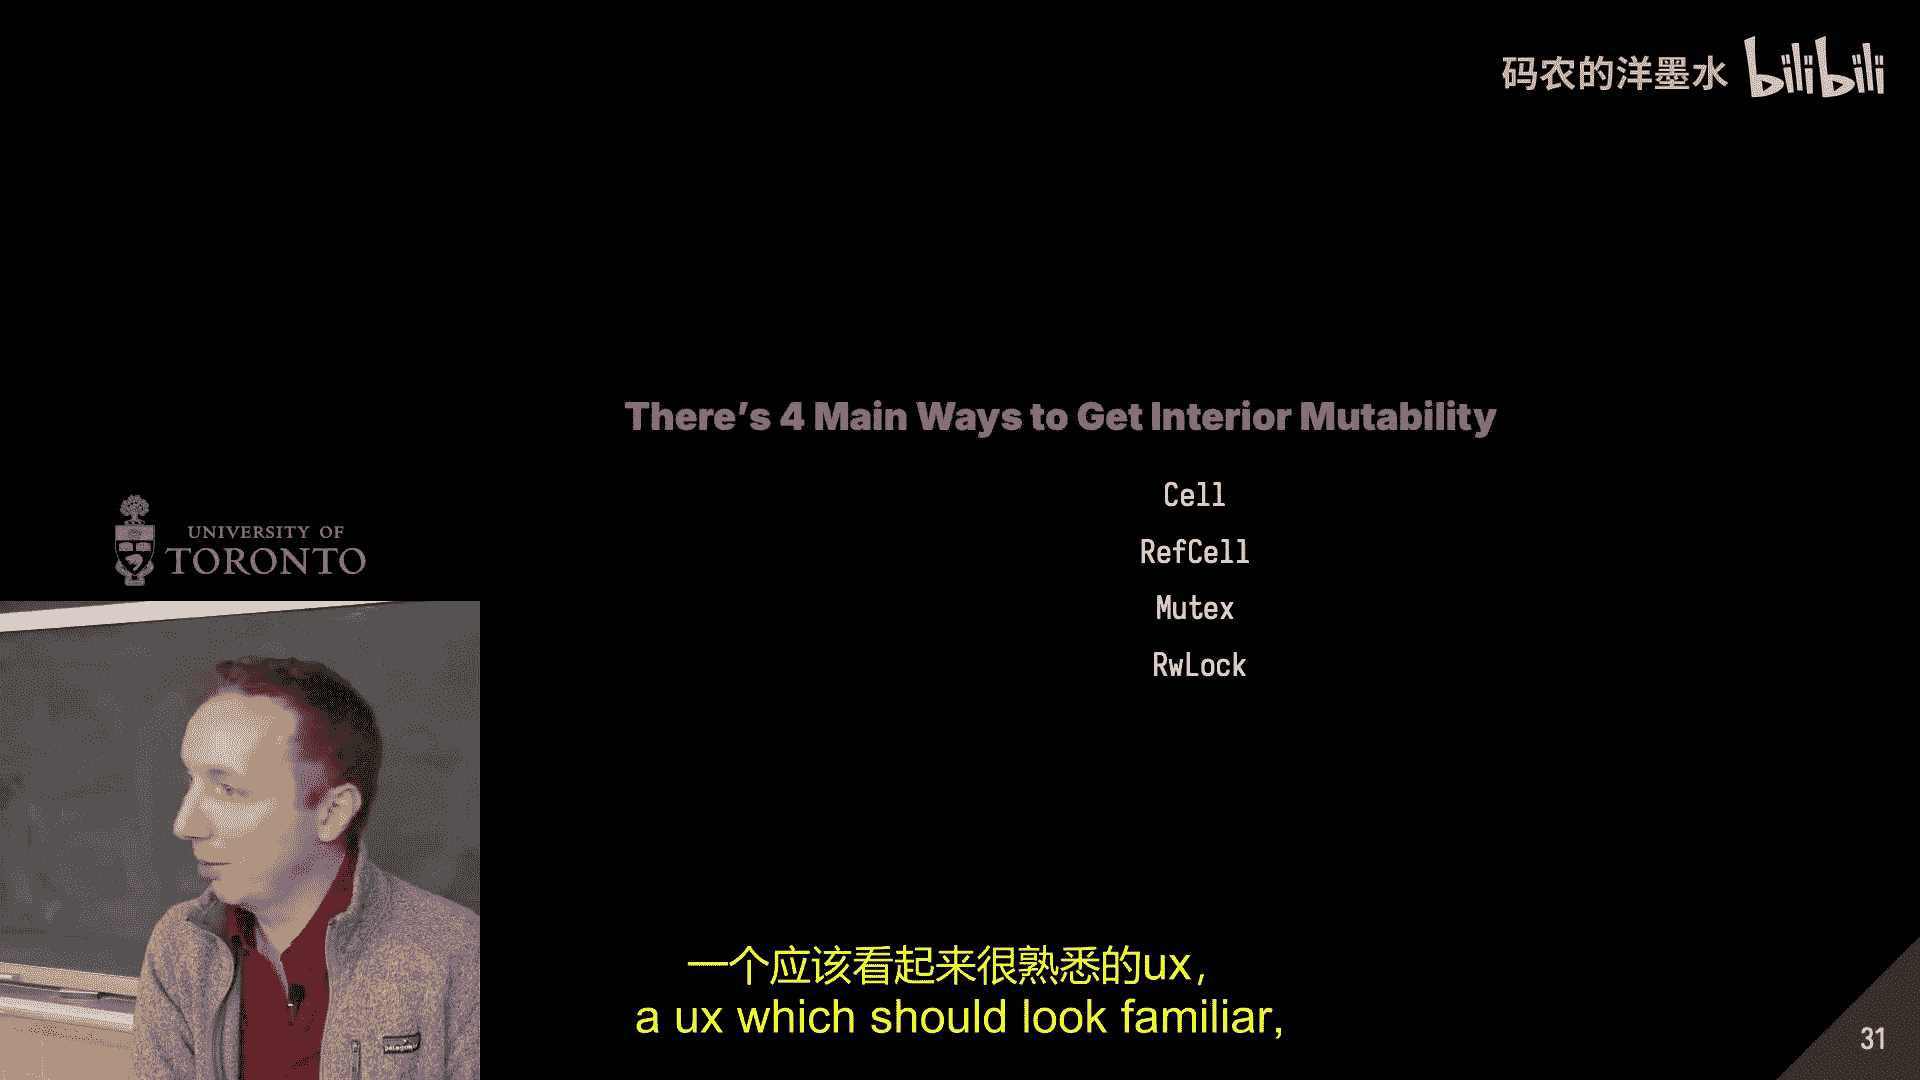 码农的洋墨水 bilibili
There's 4 Main Ways to Get Interior Mutability
Cell
RefCell
Mutex
RwLock
UNIVERSITY OF
TORONTO
一个应该看起来很熟悉的ux,
a ux which should look familiar,
31